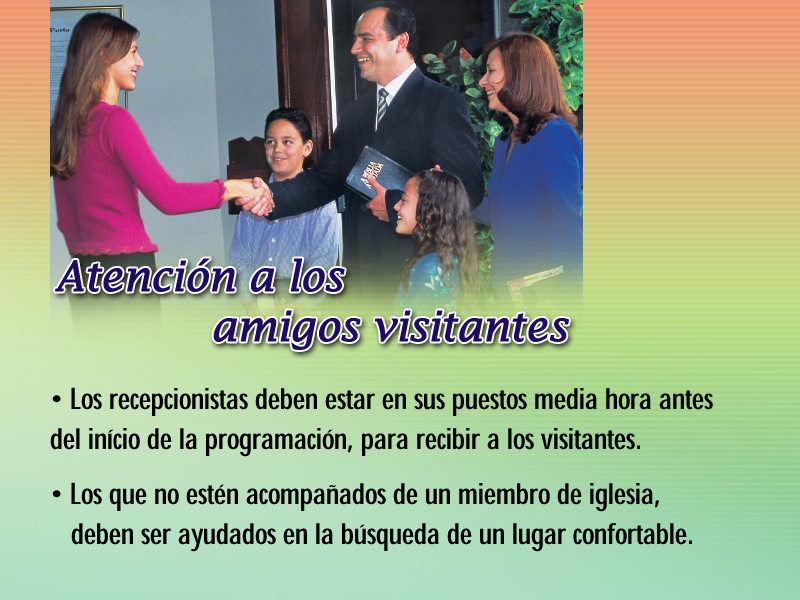 Atención a los
amigos visitantes
• Los recepcionistas deben estar en sus puestos media hora antes
del início de la programación, para recibir a los visitantes.
• Los que no estén acompañados de un miembro de iglesia,
deben ser ayudados en la búsqueda de un lugar confortable.